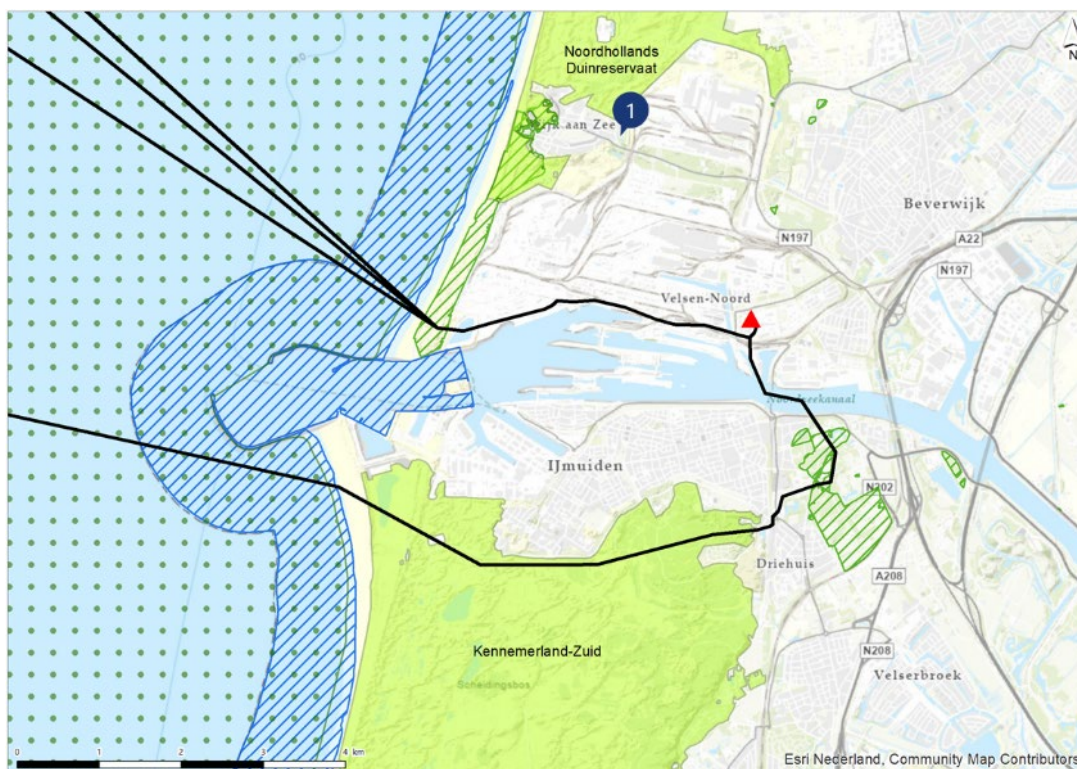 Noordhollands
Duinreservaat
N
1
jk aan Zee
Beverwijk
N197
A22
N197
Velsen-Noord
Noordzeekanaal
IJmuiden
N202
Driehuis
A208
Kennemerland-Zuid
N208
Velserbroek
Scheidingsbos
0 1 2 3 4 km
Esri Nederland, Community Map Contributors